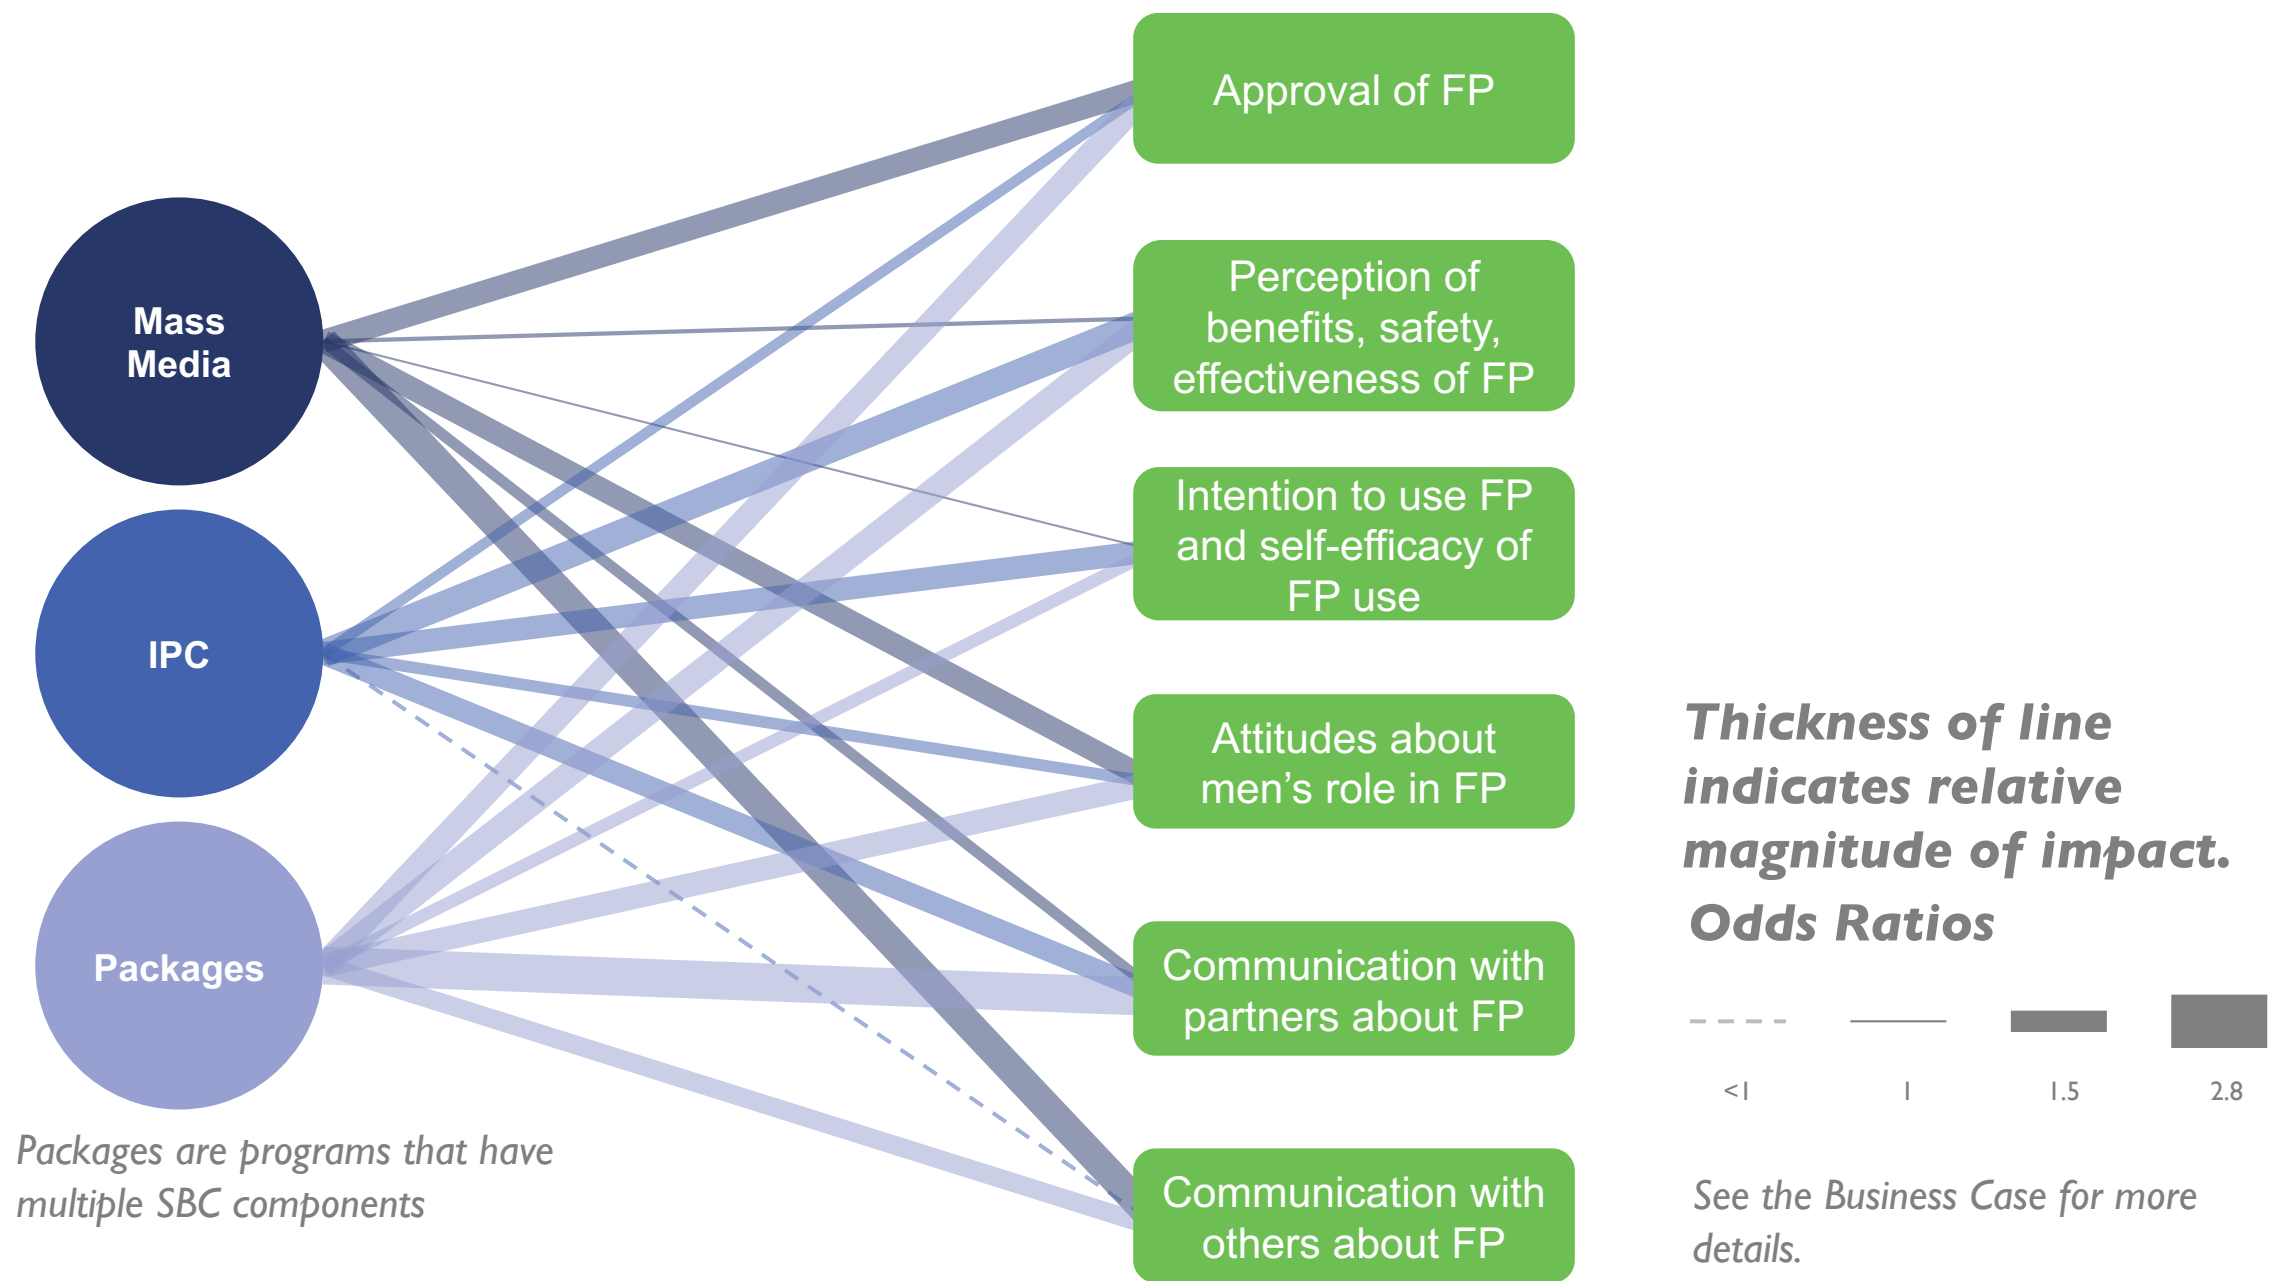 Mass
Media
IPC
Packages
Packages are programs that have
multiple SBC components
Approval of FP
Perception of
benefits, safety,
effectiveness of FP
Intention to use FP
and self-efficacy of
FP use
Attitudes about
men’s role in FP
Communication with
partners about FP
Communication with
others about FP
Thickness of line
indicates relative
magnitude of impact.
Odds Ratios
<1 1 1.5 2.8
See the Business Case for more
details.